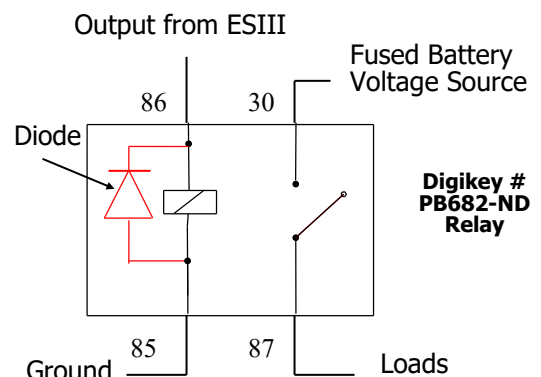 Output from ESIII
Fused Battery
Voltage Source
86
30
Diode
Digikey #
PB682-ND
Relay
85
87
Ground
Loads